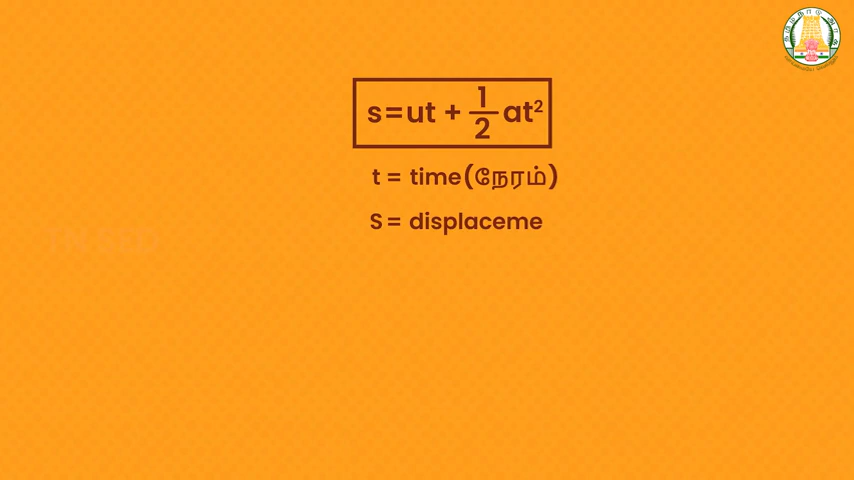 s=ut + 1/2 at²
t = time(நேரம்)
S = displaceme